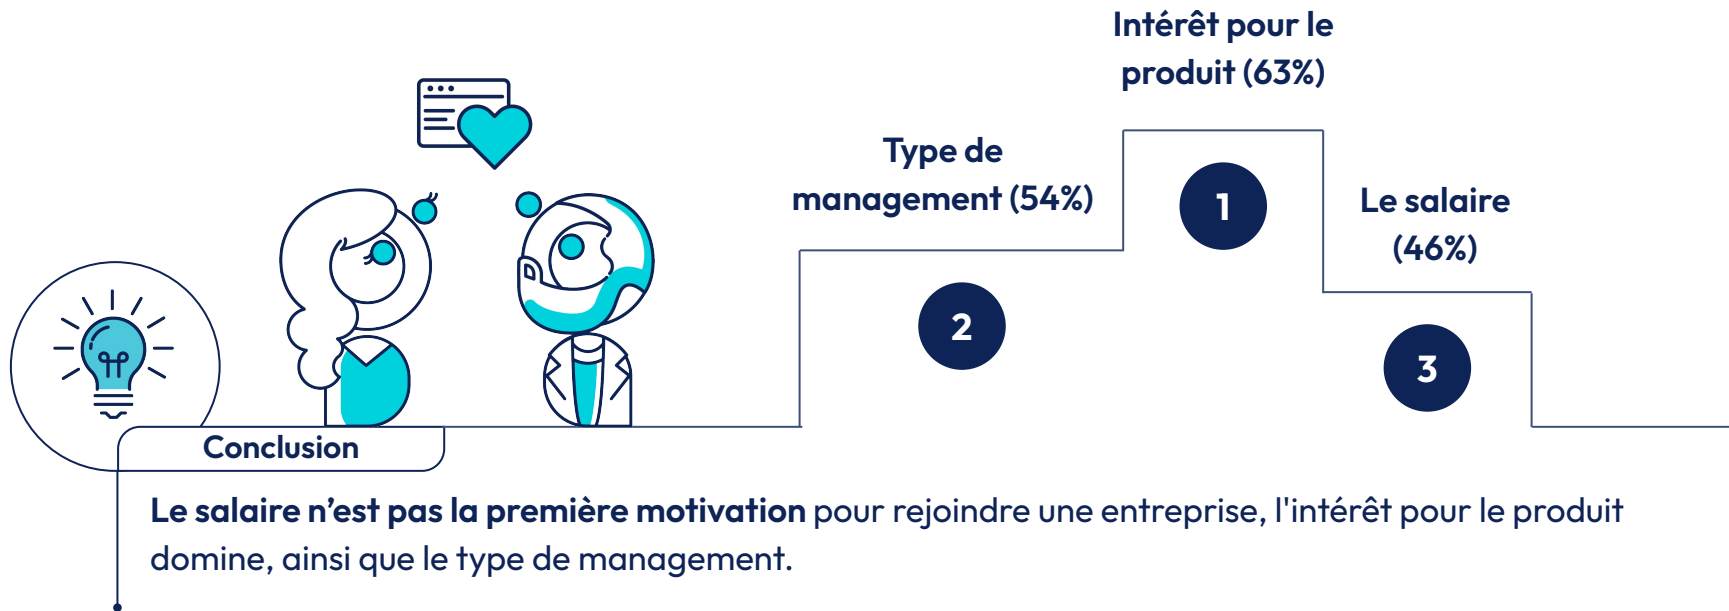 Intérêt pour le
produit (63%)
Type de
management (54%)
Le salaire
(46%)
1
2
3
Conclusion
Le salaire n’est pas la première motivation pour rejoindre une entreprise, l'intérêt pour le produit
domine, ainsi que le type de management.